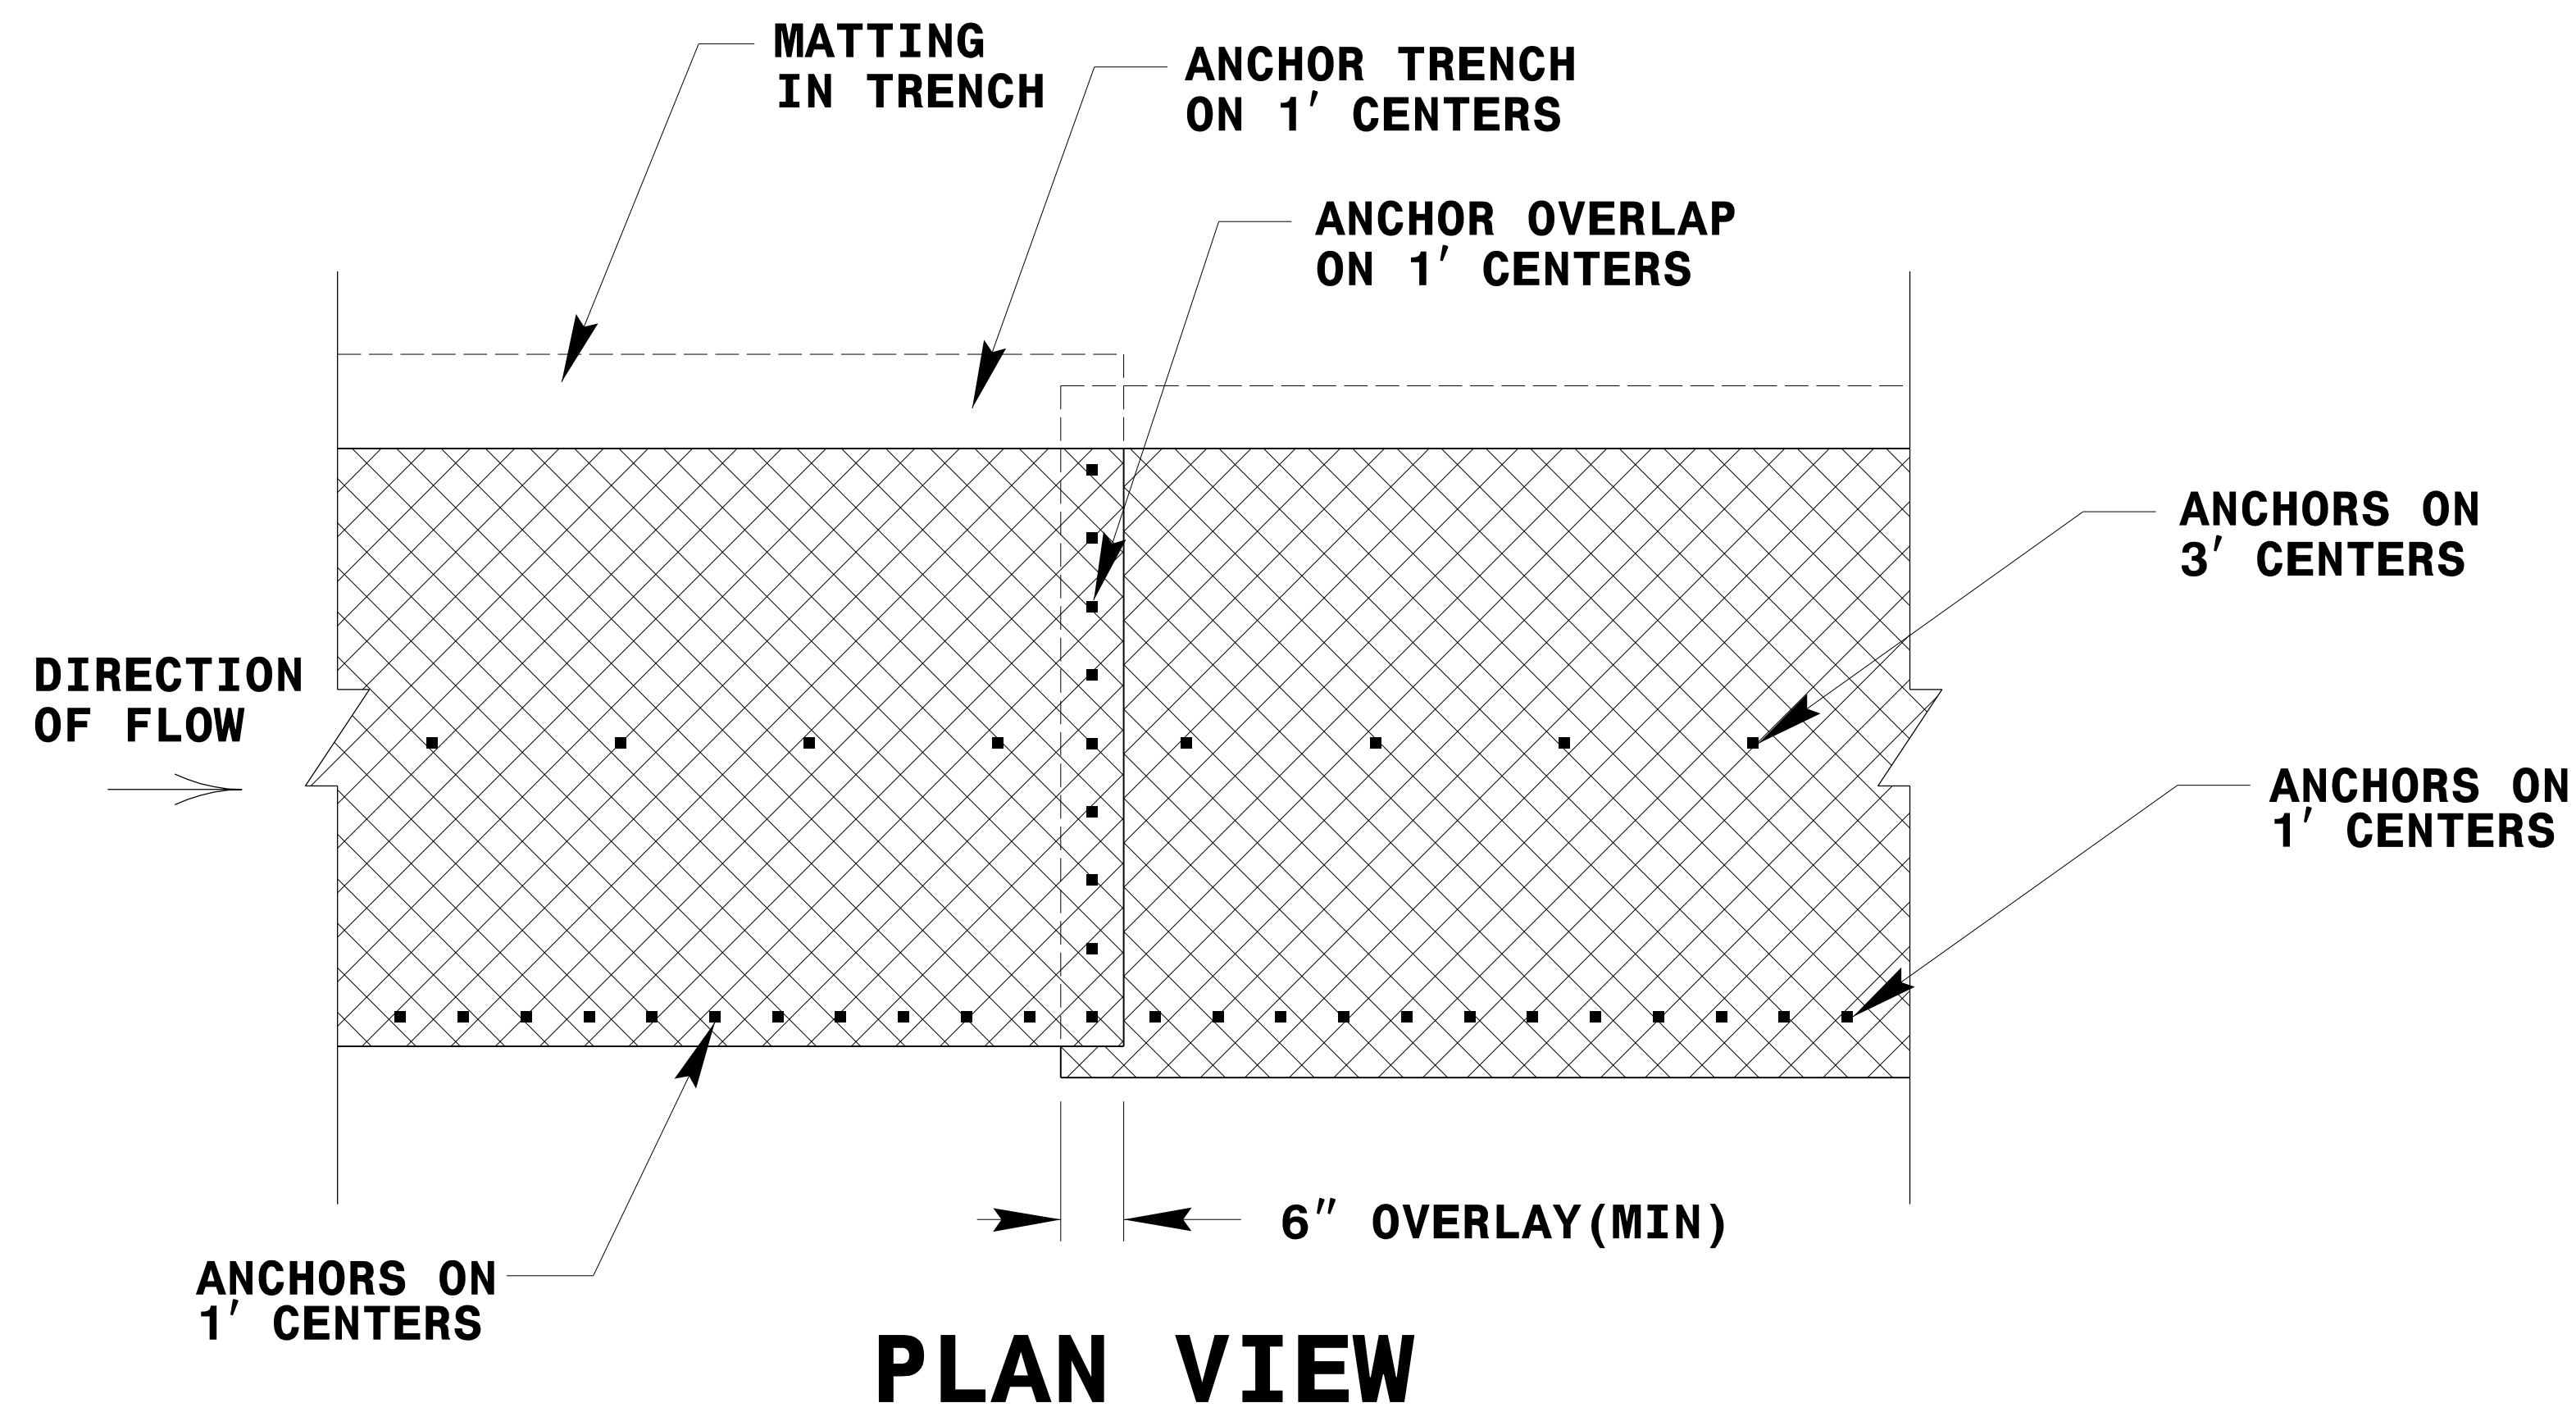 MATTING
IN TRENCH
ANCHOR TRENCH
ON 1' CENTERS
ANCHOR OVERLAP
ON 1' CENTERS
ANCHORS ON
3' CENTERS
DIRECTION
OF FLOW
ANCHORS ON
1' CENTERS
6" OVERLAY(MIN)
ANCHORS ON
1' CENTERS
PLAN VIEW